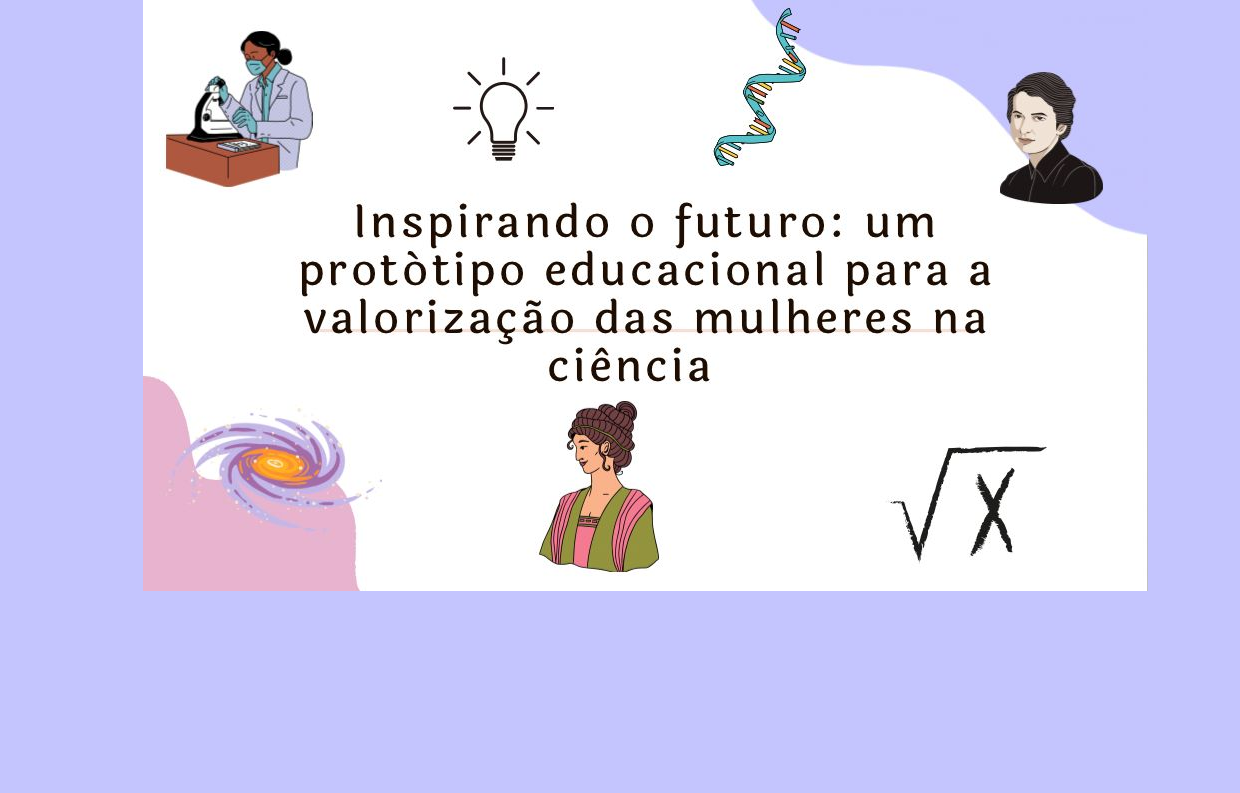 Inspirando o futuro: um
protòtipo educacional para a
valorização das mulheres na
ciência
√x